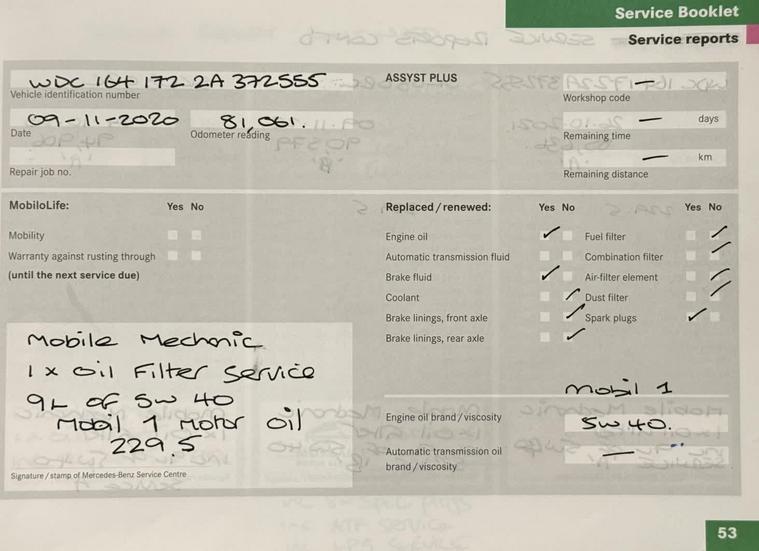 Service Booklet
Service reports
WDC 164 172 2A 372555
Vehicle identification number
09-11-2020
Date
81,061.
Odometer reading
Repair job no.
ASSYST PLUS
—
Workshop code
— days
Remaining time
— km
Remaining distance
MobiloLife: Yes No
Mobility
Warranty against rusting through
(until the next service due)
Replaced/renewed: Yes No Yes No
Engine oil ✓ Fuel filter ✓
Automatic transmission fluid Combination filter ✓
Brake fluid ✓ Air-filter element ✓
Coolant ✓ Dust filter ✓
Brake linings, front axle ✓ Spark plugs ✓
Brake linings, rear axle ✓
Mobile Mechanic
1 x Oil Filter Service
9L of 5W 40
Mobil 1 Motor oil
229.5
Signature/stamp of Mercedes-Benz Service Centre
Mobil 1
Engine oil brand/viscosity 5W 40.
Automatic transmission oil
brand/viscosity —
53